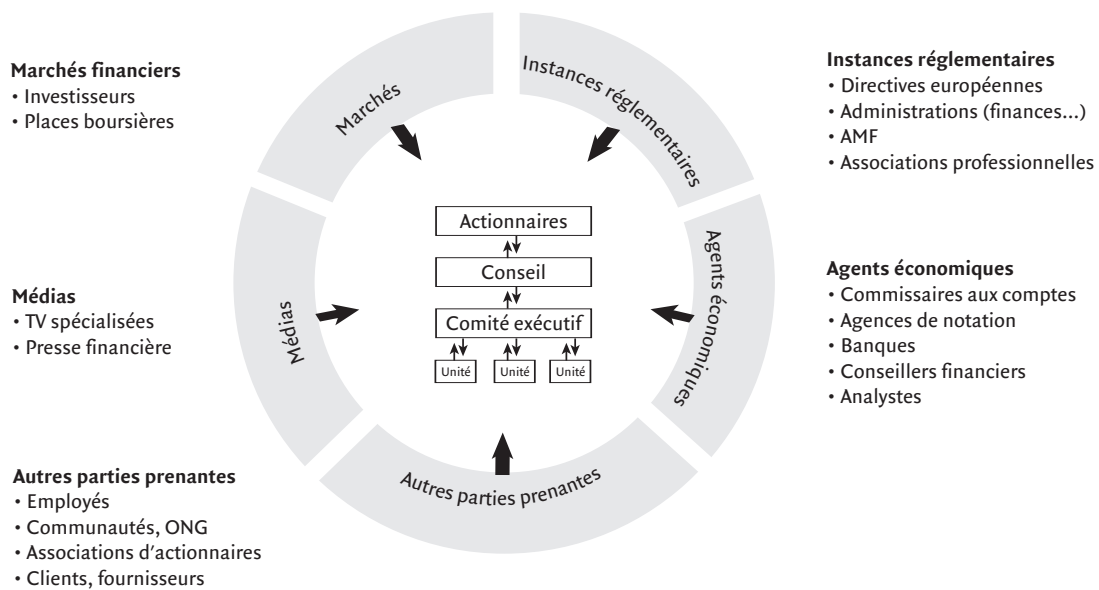 Marchés financiers
• Investisseurs
• Places boursières
Médias
• TV spécialisées
• Presse financière
Autres parties prenantes
• Employés
• Communautés, ONG
• Associations d'actionnaires
• Clients, fournisseurs
Marchés
Instances réglementaires
Médias
Agents économiques
Autres parties prenantes
Actionnaires
Conseil
Comité exécutif
Unité Unité Unité
Instances réglementaires
• Directives européennes
• Administrations (finances...)
• AMF
• Associations professionnelles
Agents économiques
• Commissaires aux comptes
• Agences de notation
• Banques
• Conseillers financiers
• Analystes